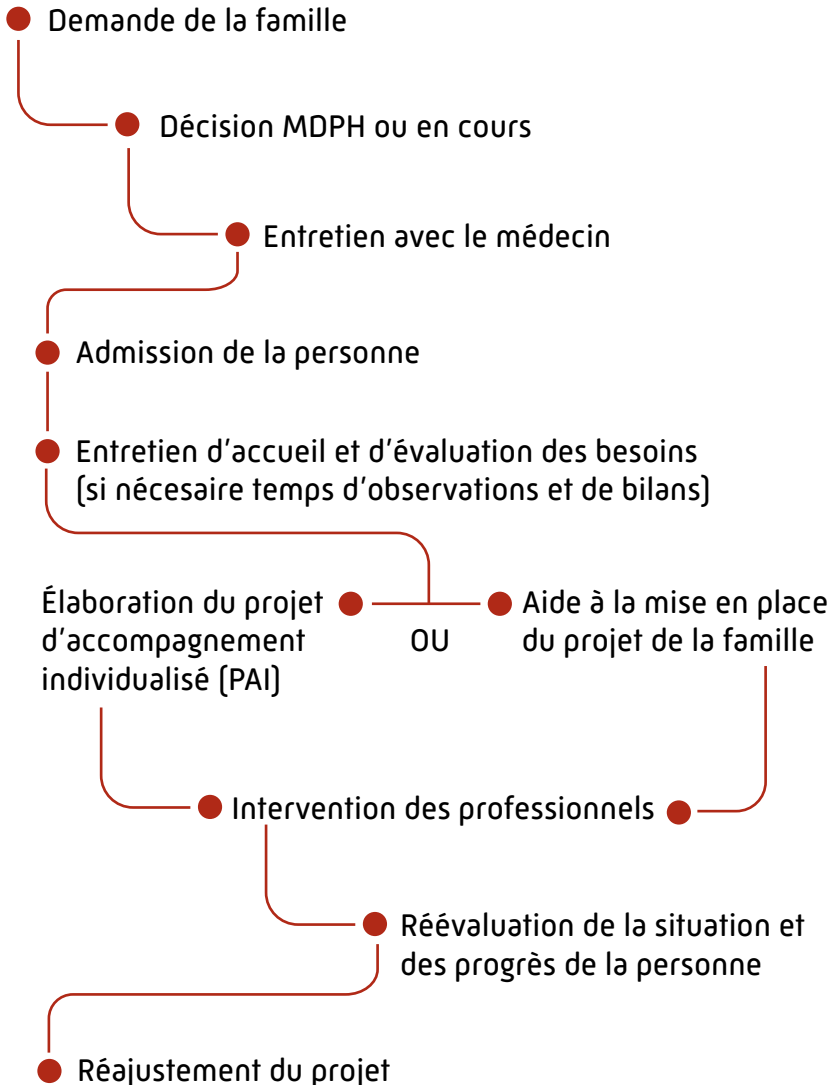 Demande de la famille
Décision MDPH ou en cours
Entretien avec le médecin
Admission de la personne
Entretien d'accueil et d'évaluation des besoins
(si nécesaire temps d'observations et de bilans)
Élaboration du projet
d'accompagnement
individualisé (PAI)
OU
Aide à la mise en place
du projet de la famille
Intervention des professionnels
Réévaluation de la situation et
des progrès de la personne
Réajustement du projet